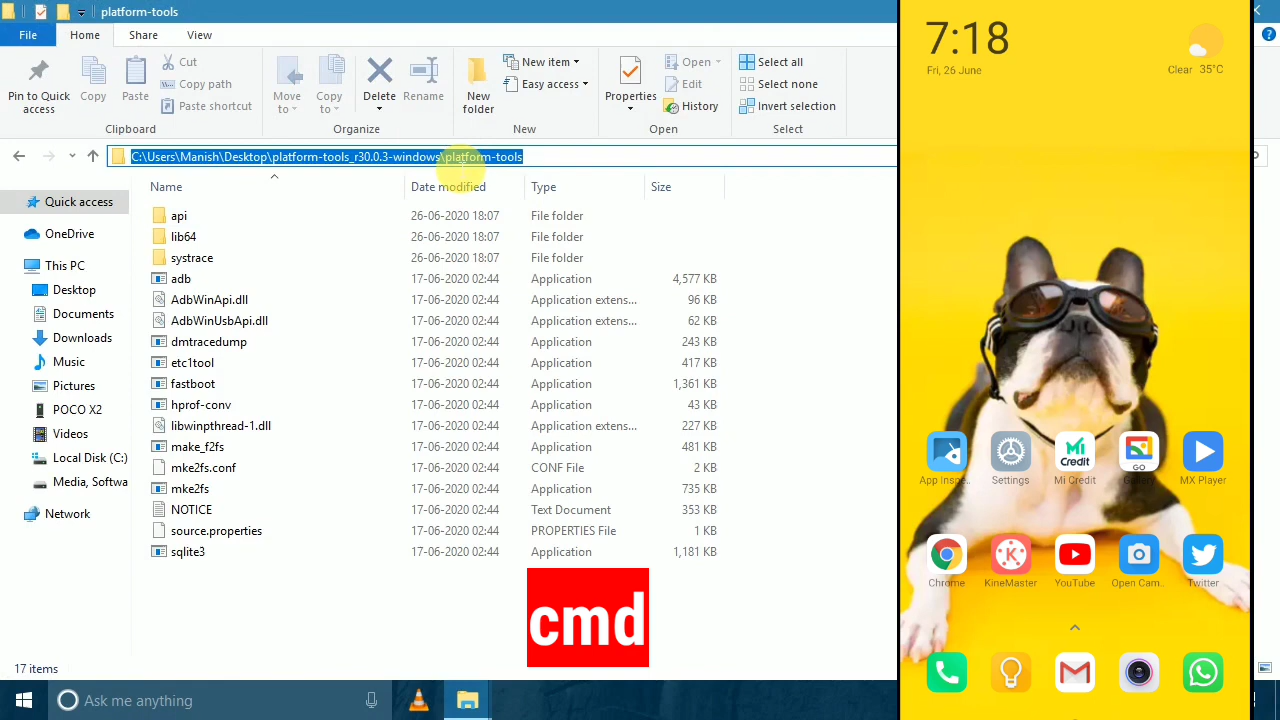 platform-tools
File Home Share View
Pin to Quick access
Copy
Paste
Cut
Copy path
Paste shortcut
Clipboard
Move to
Copy to
Delete
Rename
Organize
New folder
New item
Easy access
New
Properties
Open
Edit
History
Open
Select all
Select none
Invert selection
Select
C:\Users\Manish\Desktop\platform-tools_r30.0.3-windows\platform-tools
Name Date modified Type Size
Quick access
OneDrive
This PC
Desktop
Documents
Downloads
Music
Pictures
POCO X2
Videos
Local Disk (C:)
Media, Softwa
Network
api 26-06-2020 18:07 File folder
lib64 26-06-2020 18:07 File folder
systrace 26-06-2020 18:07 File folder
adb 17-06-2020 02:44 Application 4,577 KB
AdbWinApi.dll 17-06-2020 02:44 Application extens... 96 KB
AdbWinUsbApi.dll 17-06-2020 02:44 Application extens... 62 KB
dmtracedump 17-06-2020 02:44 Application 243 KB
etc1tool 17-06-2020 02:44 Application 417 KB
fastboot 17-06-2020 02:44 Application 1,361 KB
hprof-conv 17-06-2020 02:44 Application 43 KB
libwinpthread-1.dll 17-06-2020 02:44 Application extens... 227 KB
make_f2fs 17-06-2020 02:44 Application 481 KB
mke2fs.conf 17-06-2020 02:44 CONF File 2 KB
mke2fs 17-06-2020 02:44 Application 735 KB
NOTICE 17-06-2020 02:44 Text Document 353 KB
source.properties 17-06-2020 02:44 PROPERTIES File 1 KB
sqlite3 17-06-2020 02:44 Application 1,181 KB
cmd
17 items
Ask me anything
7:18
Fri, 26 June
Clear 35°C
App Inspe..
Settings
Mi Credit
Mi Credit
GO
Gallery
MX Player
Chrome
KineMaster
YouTube
Open Cam..
Twitter